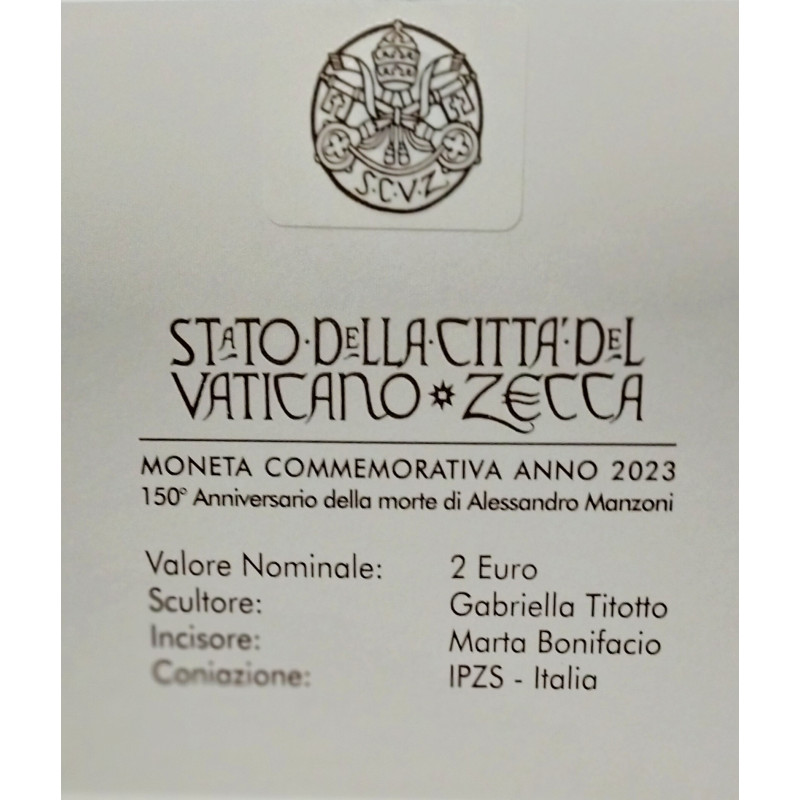 S.C.V.Z.
STATO·DELLA·CITTÀ·DEL
VATICANO * ZECCA
MONETA COMMEMORATIVA ANNO 2023
150° Anniversario della morte di Alessandro Manzoni
Valore Nominale: 2 Euro
Scultore: Gabriella Titotto
Incisore: Marta Bonifacio
Coniazione: IPZS - Italia